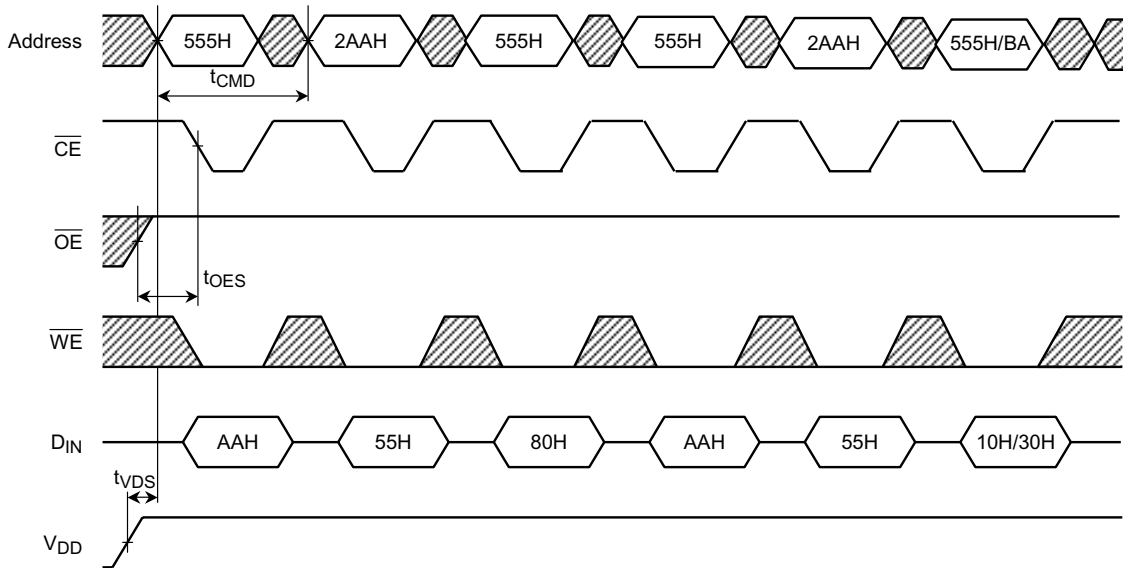 Address 555H 2AAH 555H 555H 2AAH 555H/BA
tCMD
CE
OE
tOES
WE
DIN AAH 55H 80H AAH 55H 10H/30H
tVDS
VDD